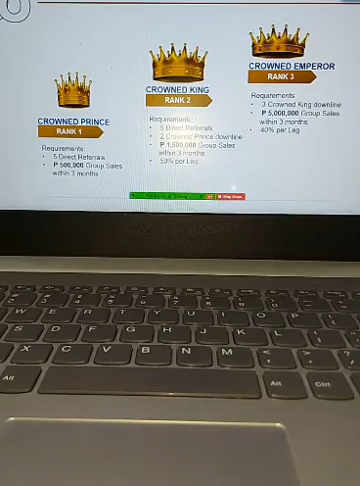 CROWNED PRINCE
RANK 1
Requirements:
• 5 Direct Referrals
• P 500,000 Group Sales
within 3 months
CROWNED KING
RANK 2
Requirements:
• 5 Direct Referrals
• 2 Crowned Prince downline
• P 1,500,000 Group Sales
within 3 months
• 50% per Leg
CROWNED EMPEROR
RANK 3
Requirements
• 3 Crowned King downline
• P 5,000,000 Group Sales
within 3 months
• 40% per Leg
Stop Share
W E R T Y U I O P
S D F G H J K L
X C V B N M
Alt Alt Ctrl